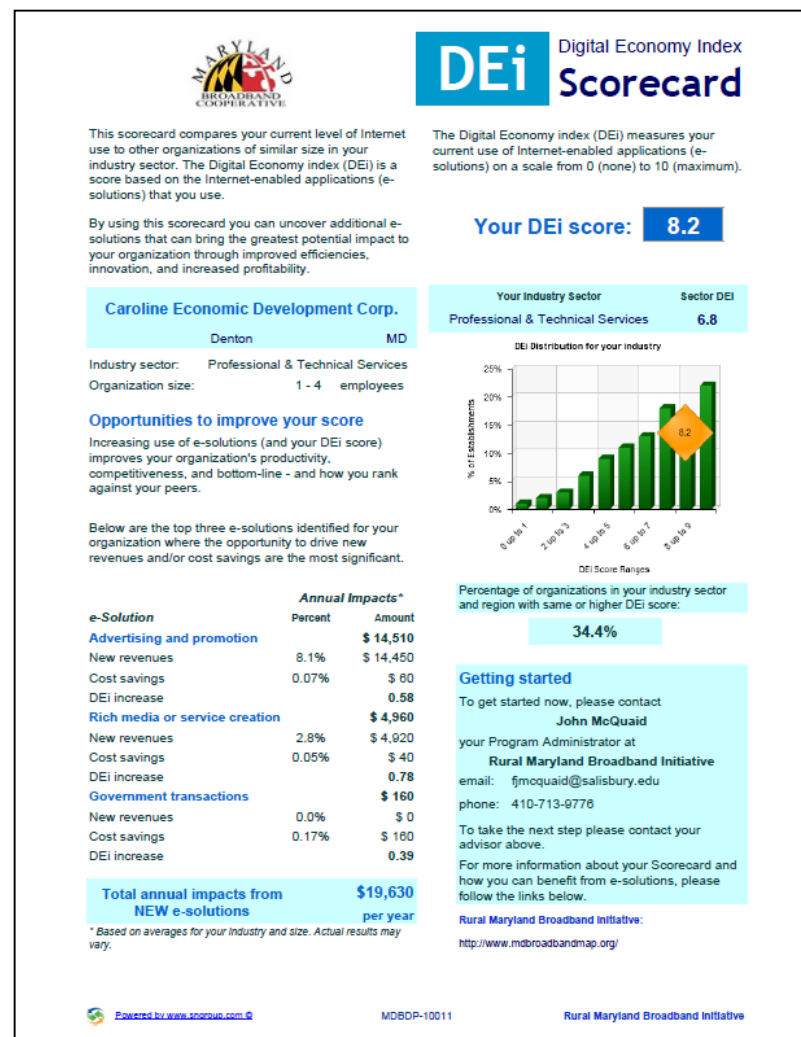 MARYLAND
BROADBAND
COOPERATIVE
DEi
Digital Economy Index
Scorecard
This scorecard compares your current level of Internet
use to other organizations of similar size in your
industry sector. The Digital Economy index (DEi) is a
score based on the Internet-enabled applications (e-
solutions) that you use.
By using this scorecard you can uncover additional e-
solutions that can bring the greatest potential impact to
your organization through improved efficiencies,
innovation, and increased profitability.
Caroline Economic Development Corp.
Denton MD
Industry sector: Professional & Technical Services
Organization size: 1 - 4 employees
Opportunities to improve your score
Increasing use of e-solutions (and your DEi score)
improves your organization's productivity,
competitiveness, and bottom-line - and how you rank
against your peers.
Below are the top three e-solutions identified for your
organization where the opportunity to drive new
revenues and/or cost savings are the most significant.
Annual Impacts*
e-Solution Percent Amount
Advertising and promotion $ 14,510
New revenues 8.1% $ 14,450
Cost savings 0.07% $ 60
DEi increase 0.58
Rich media or service creation $ 4,960
New revenues 2.8% $ 4,920
Cost savings 0.05% $ 40
DEi increase 0.78
Government transactions $ 160
New revenues 0.0% $ 0
Cost savings 0.17% $ 160
DEi increase 0.39
Total annual impacts from $19,630
NEW e-solutions per year
* Based on averages for your industry and size. Actual results may
vary.
The Digital Economy index (DEi) measures your
current use of Internet-enabled applications (e-
solutions) on a scale from 0 (none) to 10 (maximum).
Your DEi score: 8.2
Your Industry Sector Sector DEI
Professional & Technical Services 6.8
DEi Distribution for your industry
% of Establishments
25%
20%
15%
10%
5%
0%
8.2
0 up to 1
2 up to 3
4 up to 5
6 up to 7
8 up to 9
DEi Score Ranges
Percentage of organizations in your industry sector
and region with same or higher DEi score:
34.4%
Getting started
To get started now, please contact
John McQuaid
your Program Administrator at
Rural Maryland Broadband Initiative
email: fjmcquaid@salisbury.edu
phone: 410-713-9776
To take the next step please contact your
advisor above.
For more information about your Scorecard and
how you can benefit from e-solutions, please
follow the links below.
Rural Maryland Broadband Initiative:
http://www.mdbroadbandmap.org/
Powered by www.sngroup.com ©
MDBDP-10011
Rural Maryland Broadband Initiative